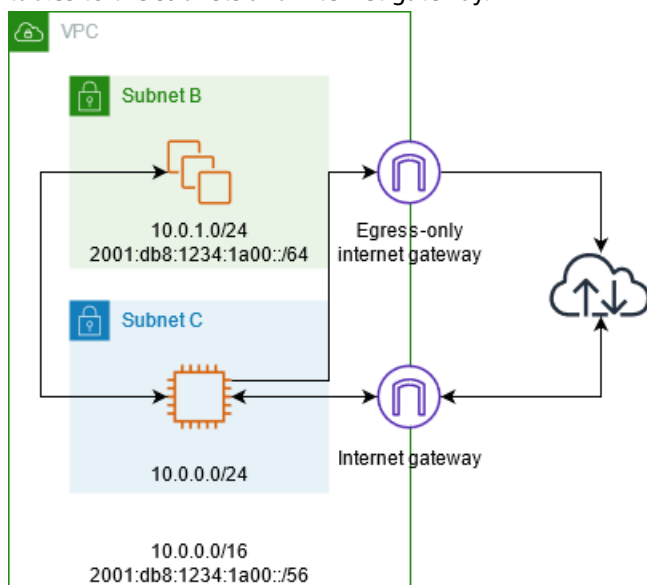 VPC
Subnet B
10.0.1.0/24
2001:db8:1234:1a00::/64
Egress-only
internet gateway
Subnet C
10.0.0.0/24
Internet gateway
10.0.0.0/16
2001:db8:1234:1a00::/56